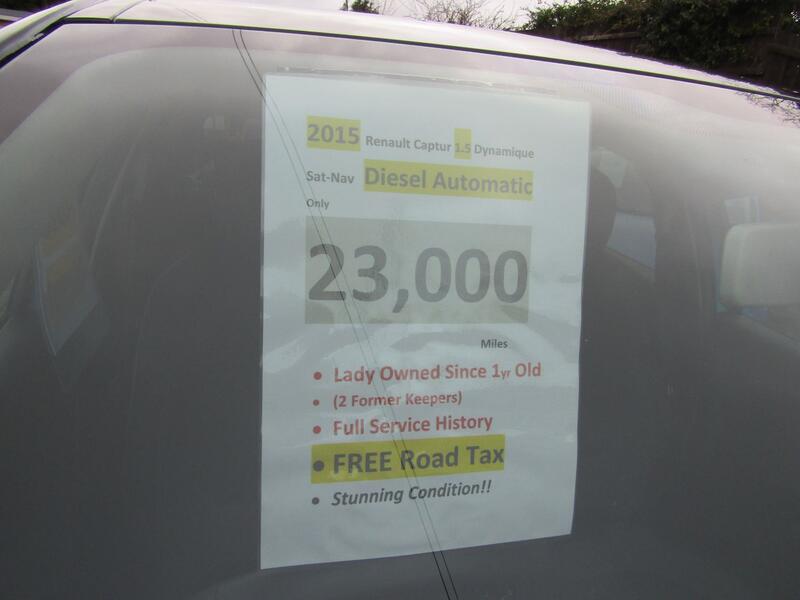 2015 Renault Captur 1.5 Dynamique
Sat-Nav Diesel Automatic
Only
23,000
Miles
• Lady Owned Since 1yr Old
• (2 Former Keepers)
• Full Service History
• FREE Road Tax
• Stunning Condition!!